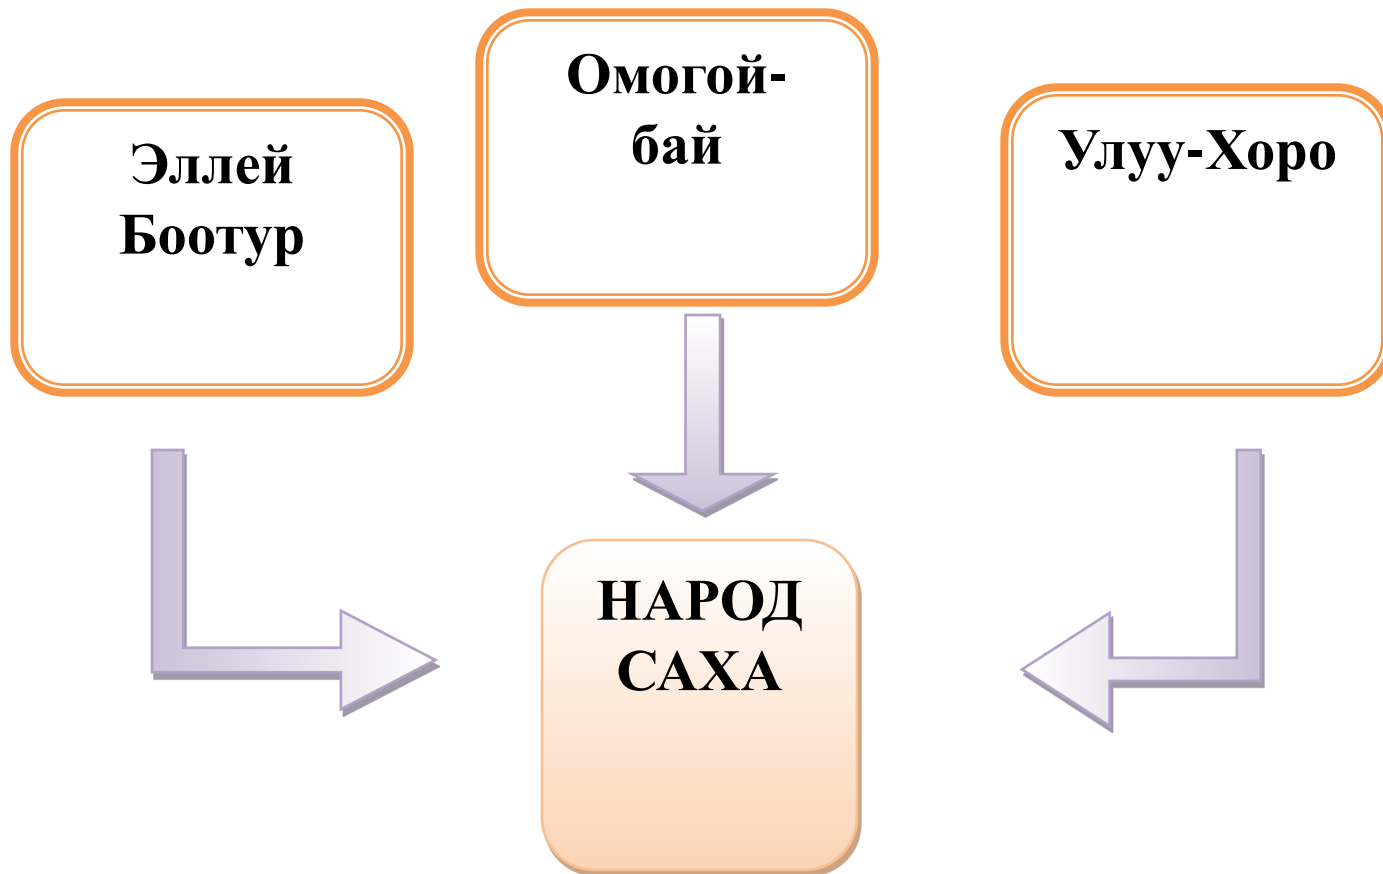 Эллей
Боотур
Омогой-
бай
Улуу-Хоро
НАРОД
САХА